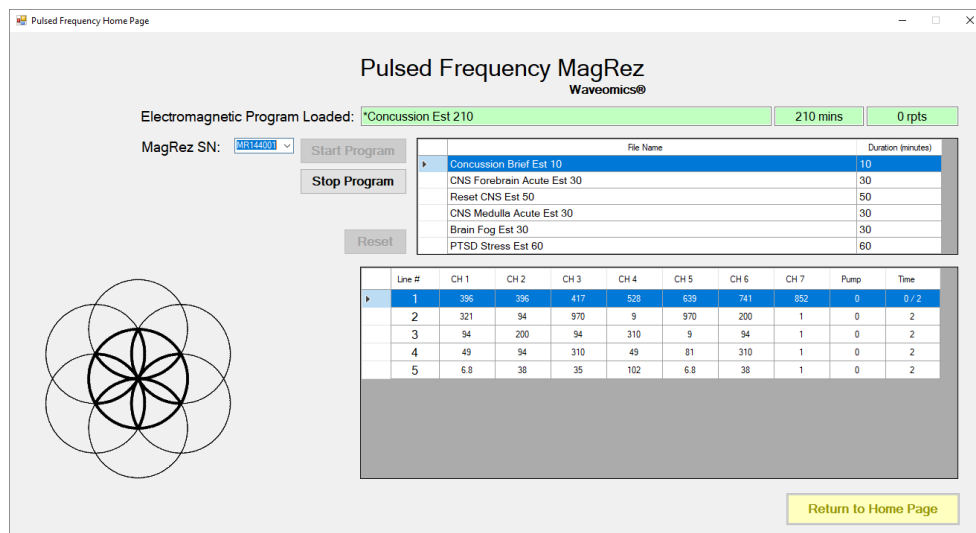 Pulsed Frequency Home Page
Pulsed Frequency MagRez
Waveomics®
Electromagnetic Program Loaded: *Concussion Est 210 210 mins 0 rpts
MagRez SN: MR144001 Start Program
Stop Program
Reset
File Name Duration (minutes)
Concussion Brief Est 10 10
CNS Forebrain Acute Est 30 30
Reset CNS Est 50 50
CNS Medulla Acute Est 30 30
Brain Fog Est 30 30
PTSD Stress Est 60 60
Line # CH 1 CH 2 CH 3 CH 4 CH 5 CH 6 CH 7 Pump Time
1 396 396 417 528 639 741 852 0 0 / 2
2 321 94 970 9 970 200 1 0 2
3 94 200 94 310 9 94 1 0 2
4 49 94 310 49 81 310 1 0 2
5 6.8 38 35 102 6.8 38 1 0 2
Return to Home Page